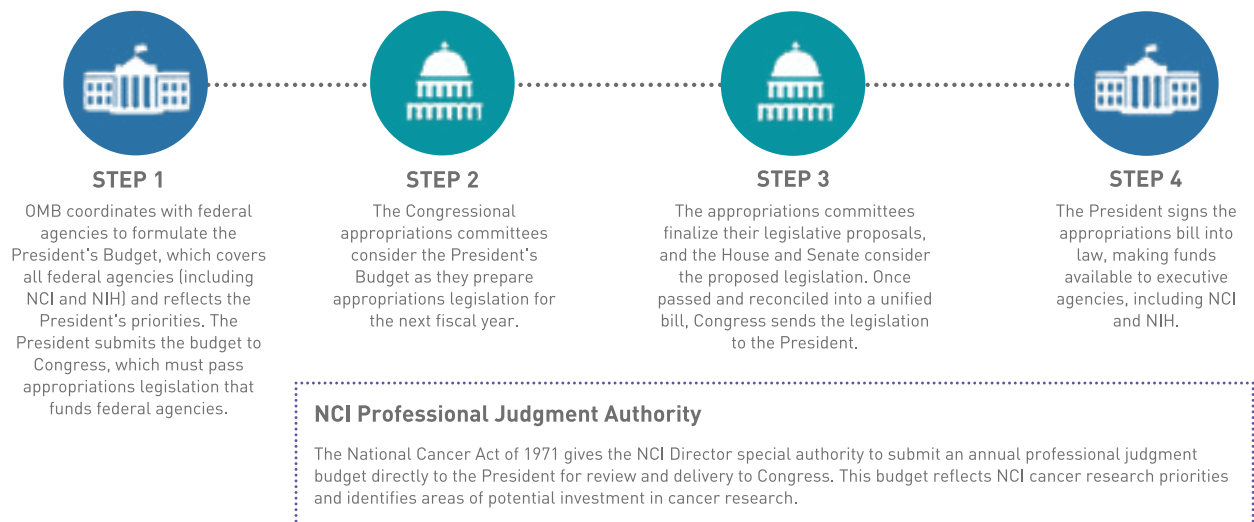 STEP 1
OMB coordinates with federal
agencies to formulate the
President's Budget, which covers
all federal agencies (including
NCI and NIH) and reflects the
President's priorities. The
President submits the budget to
Congress, which must pass
appropriations legislation that
funds federal agencies.
STEP 2
The Congressional
appropriations committees
consider the President's
Budget as they prepare
appropriations legislation for
the next fiscal year.
STEP 3
The appropriations committees
finalize their legislative proposals,
and the House and Senate consider
the proposed legislation. Once
passed and reconciled into a unified
bill, Congress sends the legislation
to the President.
STEP 4
The President signs the
appropriations bill into
law, making funds
available to executive
agencies, including NCI
and NIH.
NCI Professional Judgment Authority
The National Cancer Act of 1971 gives the NCI Director special authority to submit an annual professional judgment
budget directly to the President for review and delivery to Congress. This budget reflects NCI cancer research priorities
and identifies areas of potential investment in cancer research.